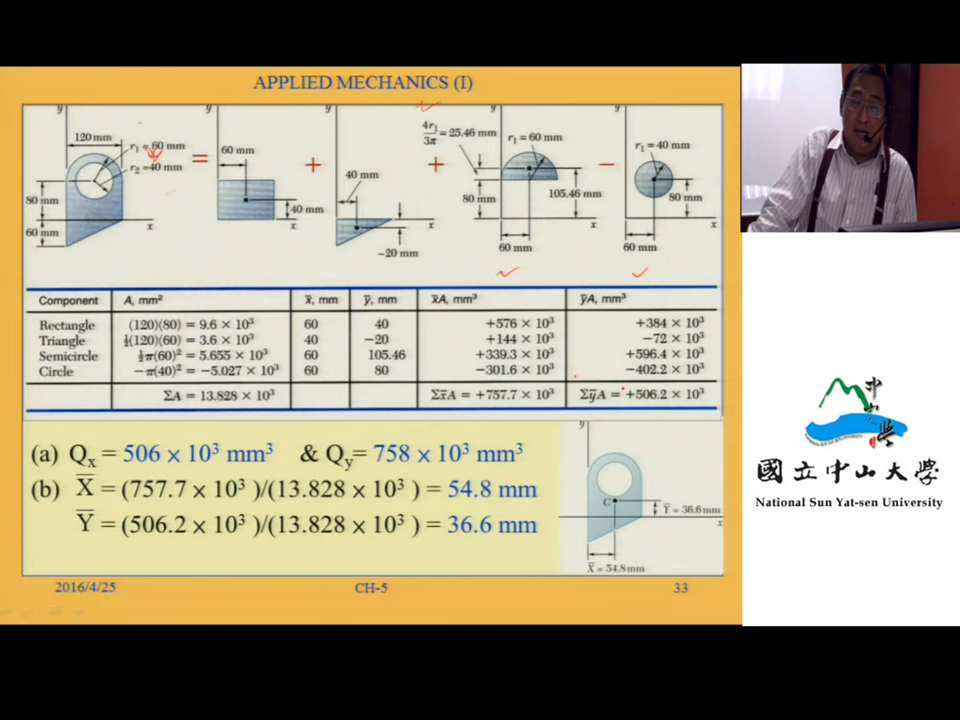 APPLIED MECHANICS (I)
y
120 mm
r₁ = 60 mm
r₂ = 40 mm
80 mm
60 mm
x
=
y
60 mm
40 mm
x
+
y
40 mm
x
-20 mm
+
y
4r₁/3π = 25.46 mm
r₁ = 60 mm
80 mm
105.46 mm
x
60 mm
−
y
r₁ = 40 mm
80 mm
x
60 mm
Component A, mm² x̄, mm ȳ, mm x̄A, mm³ ȳA, mm³
Rectangle (120)(80) = 9.6 × 10³ 60 40 +576 × 10³ +384 × 10³
Triangle ½(120)(60) = 3.6 × 10³ 40 −20 +144 × 10³ −72 × 10³
Semicircle ½π(60)² = 5.655 × 10³ 60 105.46 +339.3 × 10³ +596.4 × 10³
Circle −π(40)² = −5.027 × 10³ 60 80 −301.6 × 10³ −402.2 × 10³
ΣA = 13.828 × 10³ Σx̄A = +757.7 × 10³ ΣȳA = +506.2 × 10³
(a) Qₓ = 506 × 10³ mm³ & Qy= 758 × 10³ mm³
(b) X̄ = (757.7 × 10³ )/(13.828 × 10³ ) = 54.8 mm
Ȳ = (506.2 × 10³ )/(13.828 × 10³ ) = 36.6 mm
y
C
Ȳ = 36.6 mm
x
X̄ = 54.8 mm
2016/4/25 CH-5 33
中山大學
國立中山大學
National Sun Yat-sen University